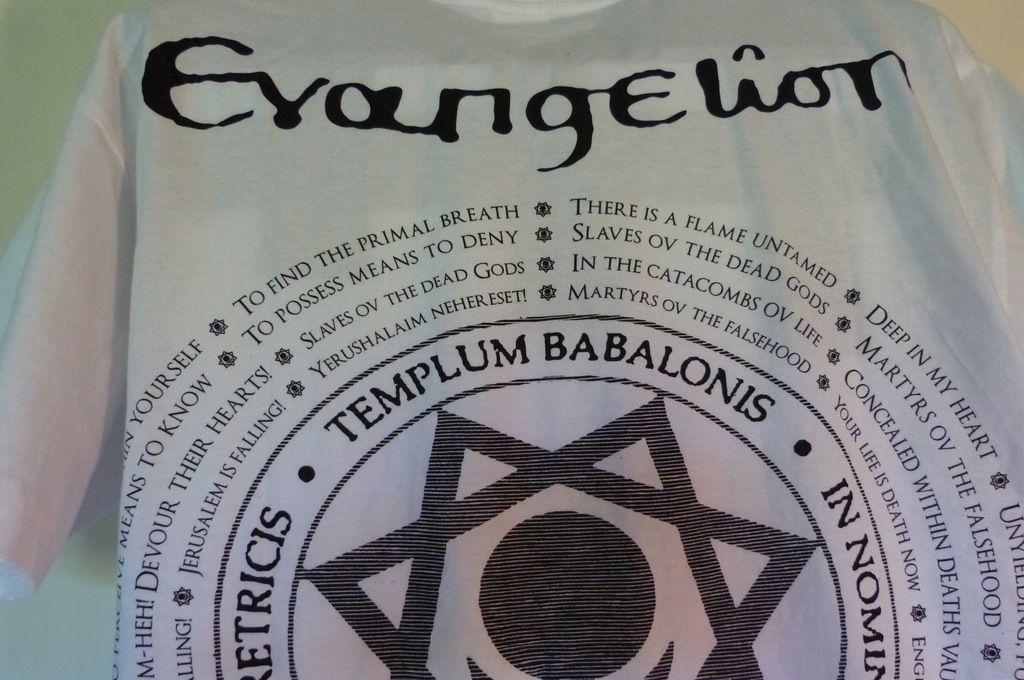 Evangelion
To find the primal breath
There is a flame untamed
Deep in my heart
yourself
To possess means to deny
Slaves ov the dead gods
Martyrs ov the falsehood
means to know
Slaves ov the dead Gods
In the catacombs ov life
Concealed within deaths
Devour their hearts!
Yerushalaim nehereset!
Martyrs ov the falsehood
your life is death now
Jerusalem is falling!
TEMPLUM BABALONIS
IN